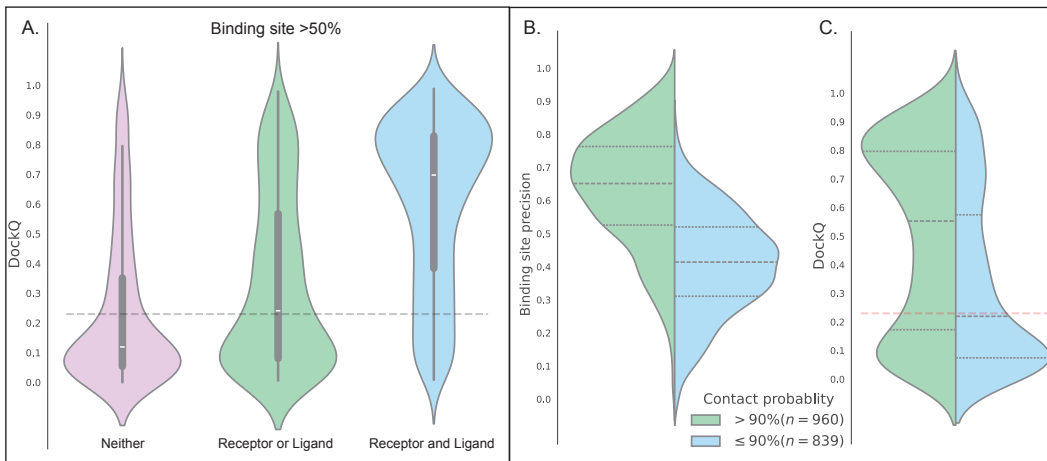 A.
Binding site >50%
DockQ
1.0
0.9
0.8
0.7
0.6
0.5
0.4
0.3
0.2
0.1
0.0
Neither
Receptor or Ligand
Receptor and Ligand
B.
Binding site precision
1.0
0.9
0.8
0.7
0.6
0.5
0.4
0.3
0.2
0.1
0.0
C.
DockQ
1.0
0.9
0.8
0.7
0.6
0.5
0.4
0.3
0.2
0.1
0.0
Contact probablity
> 90%(n = 960)
≤ 90%(n = 839)